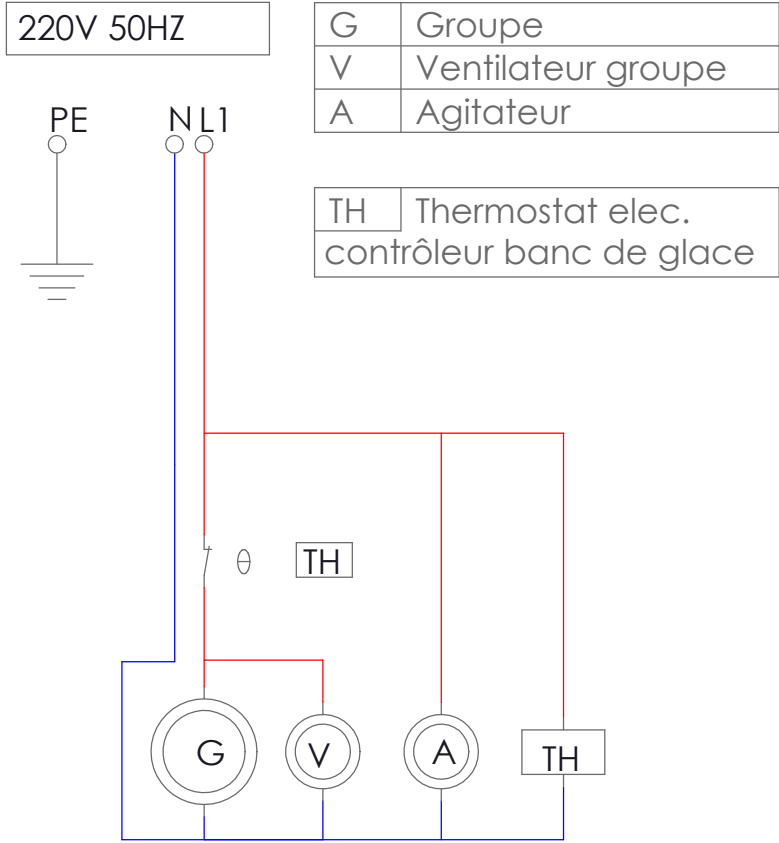 220V 50HZ
G Groupe
V Ventilateur groupe
A Agitateur
PE N L1
TH Thermostat elec.
contrôleur banc de glace
θ TH
G V A TH